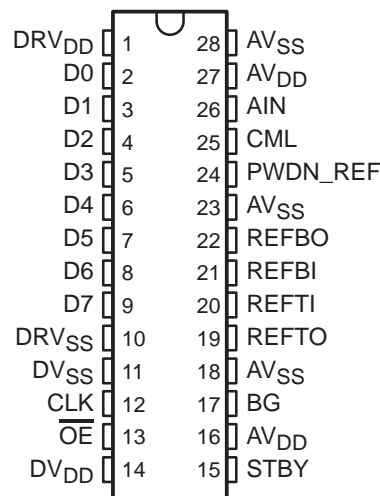 DRVDD 1 28 AVSS
D0 2 27 AVDD
D1 3 26 AIN
D2 4 25 CML
D3 5 24 PWDN_REF
D4 6 23 AVSS
D5 7 22 REFBO
D6 8 21 REFBI
D7 9 20 REFTI
DRVSS 10 19 REFTO
DVSS 11 18 AVSS
CLK 12 17 BG
OE 13 16 AVDD
DVDD 14 15 STBY